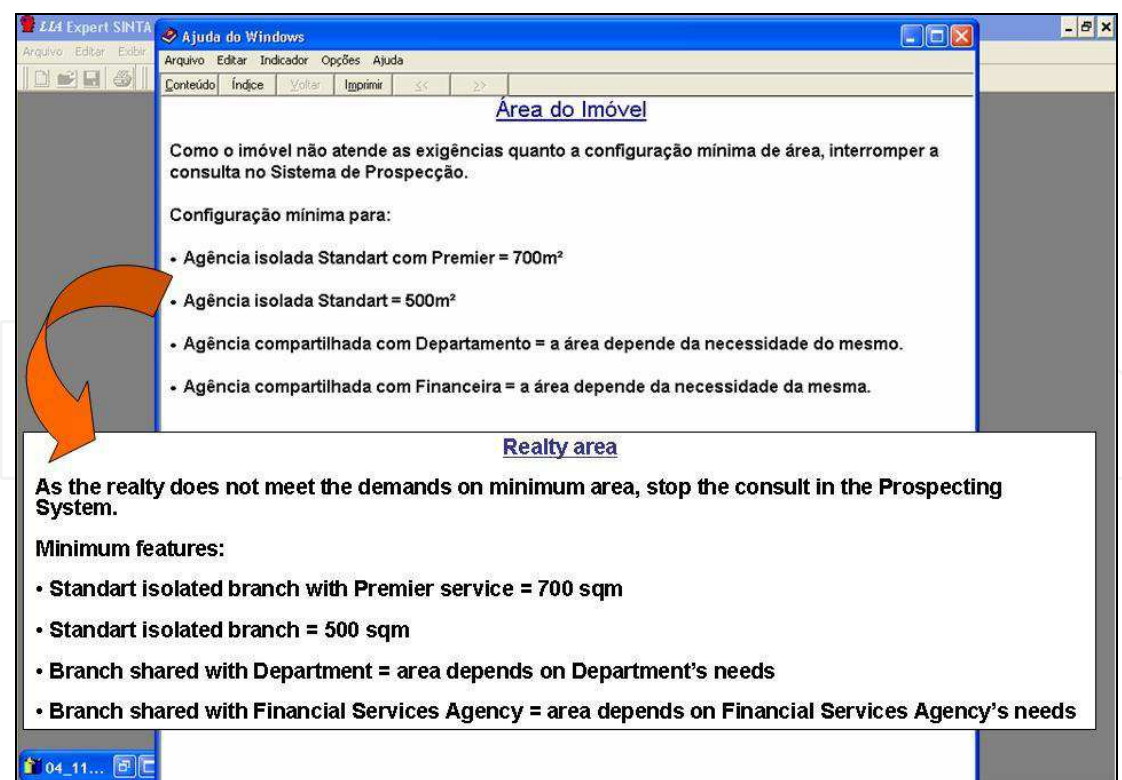 LIA Expert SINTA
Arquivo Editar Exibir
Ajuda do Windows
Arquivo Editar Indicador Opções Ajuda
Conteúdo Índice Voltar Imprimir << >>
Área do Imóvel
Como o imóvel não atende as exigências quanto a configuração mínima de área, interromper a
consulta no Sistema de Prospecção.
Configuração mínima para:
• Agência isolada Standart com Premier = 700m²
• Agência isolada Standart = 500m²
• Agência compartilhada com Departamento = a área depende da necessidade do mesmo.
• Agência compartilhada com Financeira = a área depende da necessidade da mesma.
Realty area
As the realty does not meet the demands on minimum area, stop the consult in the Prospecting
System.
Minimum features:
• Standart isolated branch with Premier service = 700 sqm
• Standart isolated branch = 500 sqm
• Branch shared with Department = area depends on Department's needs
• Branch shared with Financial Services Agency = area depends on Financial Services Agency's needs
04_11...